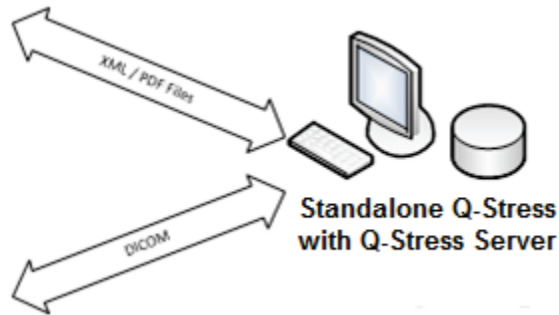 XML / PDF Files
DICOM
Standalone Q-Stress
with Q-Stress Server